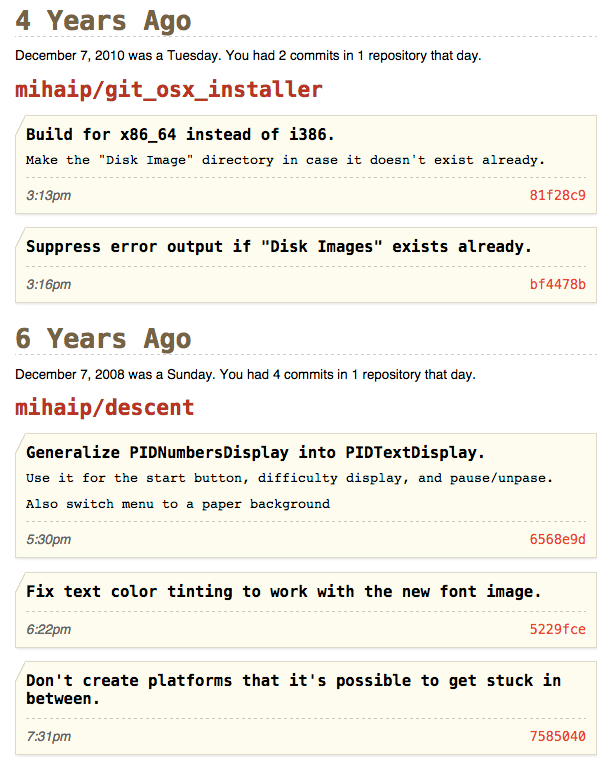 4 Years Ago
December 7, 2010 was a Tuesday. You had 2 commits in 1 repository that day.
mihaip/git_osx_installer
Build for x86_64 instead of i386.
Make the "Disk Image" directory in case it doesn't exist already.
3:13pm 81f28c9
Suppress error output if "Disk Images" exists already.
3:16pm bf4478b
6 Years Ago
December 7, 2008 was a Sunday. You had 4 commits in 1 repository that day.
mihaip/descent
Generalize PIDNumbersDisplay into PIDTextDisplay.
Use it for the start button, difficulty display, and pause/unpase.
Also switch menu to a paper background
5:30pm 6568e9d
Fix text color tinting to work with the new font image.
6:22pm 5229fce
Don't create platforms that it's possible to get stuck in
between.
7:31pm 7585040